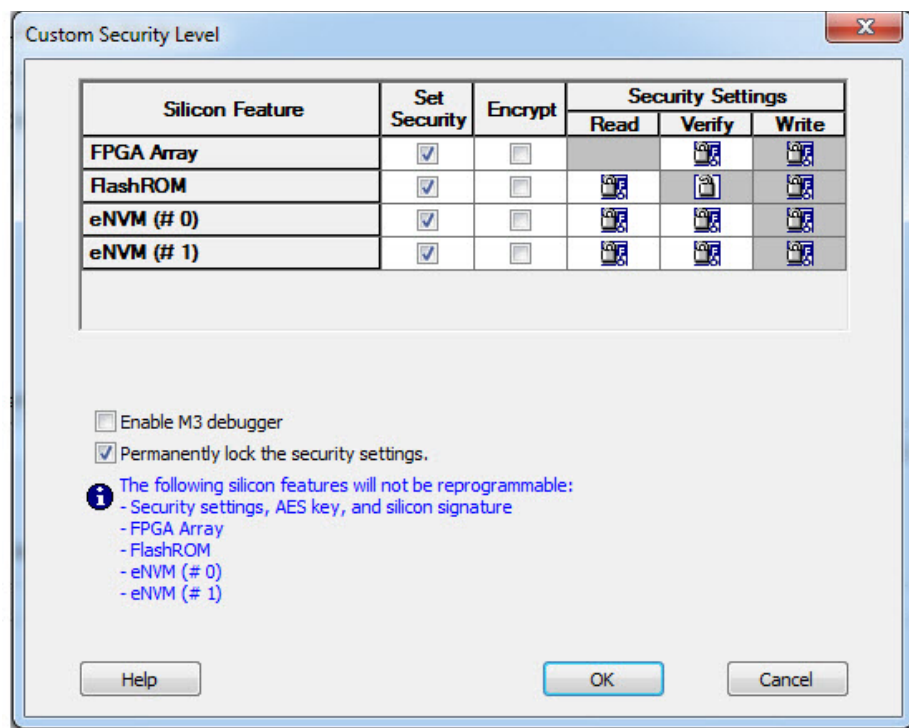 Custom Security Level
Silicon Feature
Set Security
Encrypt
Security Settings
Read
Verify
Write
FPGA Array
FlashROM
eNVM (# 0)
eNVM (# 1)
Enable M3 debugger
Permanently lock the security settings.
The following silicon features will not be reprogrammable:
- Security settings, AES key, and silicon signature
- FPGA Array
- FlashROM
- eNVM (# 0)
- eNVM (# 1)
Help
OK
Cancel